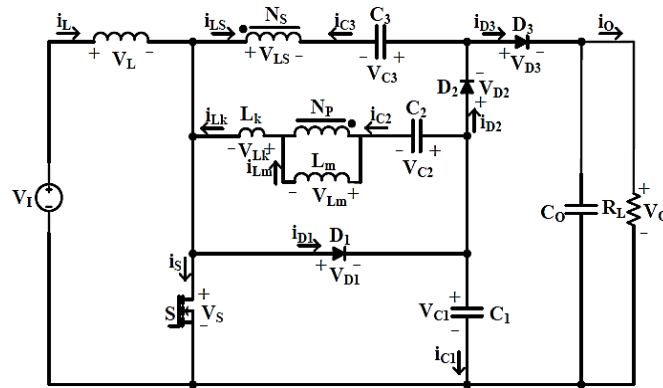 iL iLS NS iC3 C3 iD3 D3 iO
+ VL - + VLS - - VC3 + + VD3 -
D2 - VD2 +
iLk Lk NP iC2 C2 iD2
- VLk + - VC2 +
iLm Lm
- VLm +
VI + -
CO RL + VO -
iD1 D1
+ VD1 -
iS
S + VS - VC1 + - C1
iC1